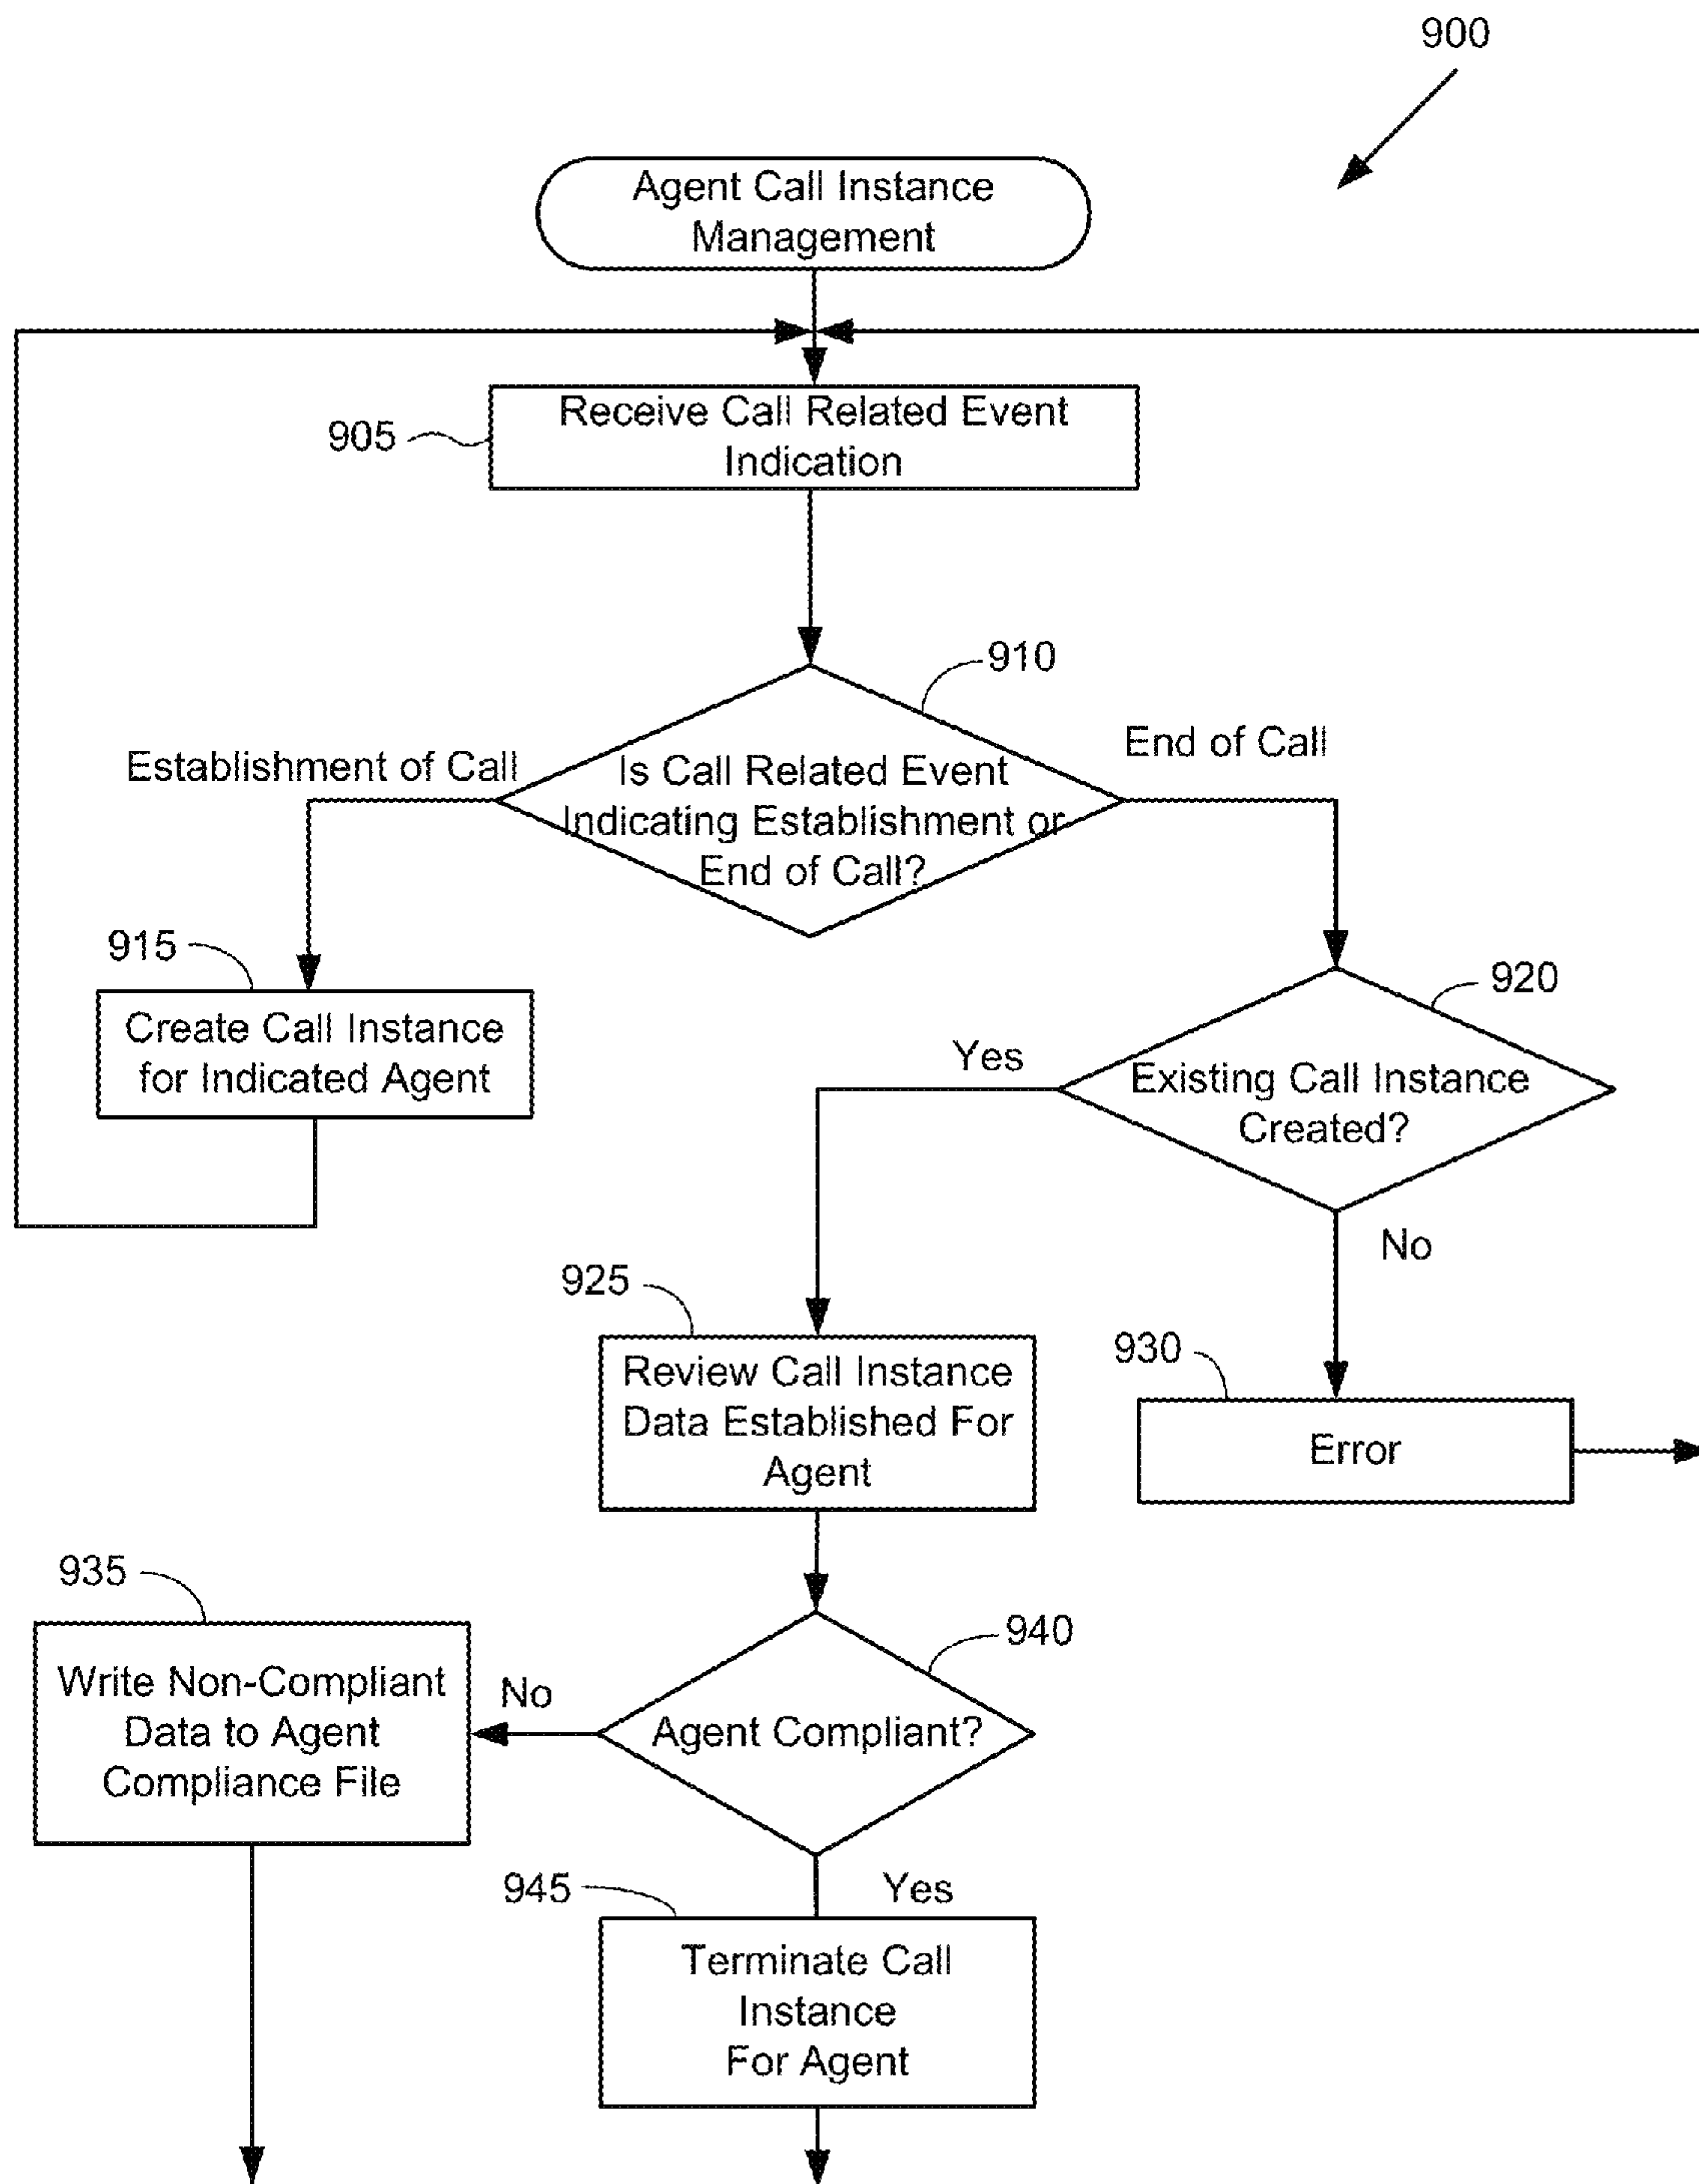 900
Agent Call Instance
Management
905
Receive Call Related Event
Indication
910
Establishment of Call
End of Call
Is Call Related Event
Indicating Establishment or
End of Call?
915
Create Call Instance
for Indicated Agent
920
Yes
Existing Call Instance
Created?
No
925
Review Call Instance
Data Established For
Agent
930
Error
935
Write Non-Compliant
Data to Agent
Compliance File
No
940
Agent Compliant?
945
Yes
Terminate Call
Instance
For Agent